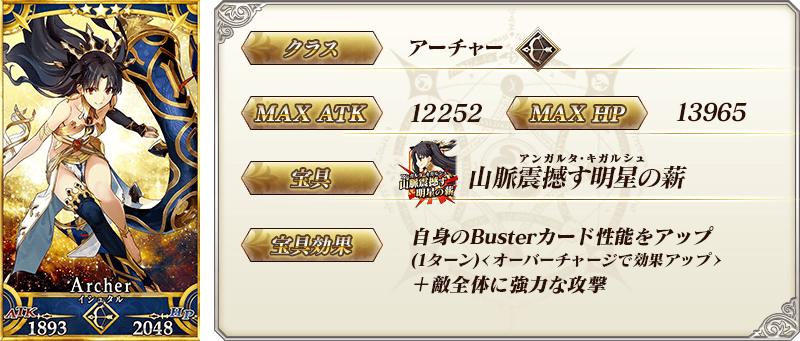 Archer
イシュタル
ATK
1893
2048
HP
クラス
アーチャー
MAX ATK
12252
MAX HP
13965
宝具
山脈震撼す
明星の薪
アンガルタ・キガルシュ
山脈震撼す明星の薪
宝具効果
自身のBusterカード性能をアップ
(1ターン)<オーバーチャージで効果アップ>
＋敵全体に強力な攻撃